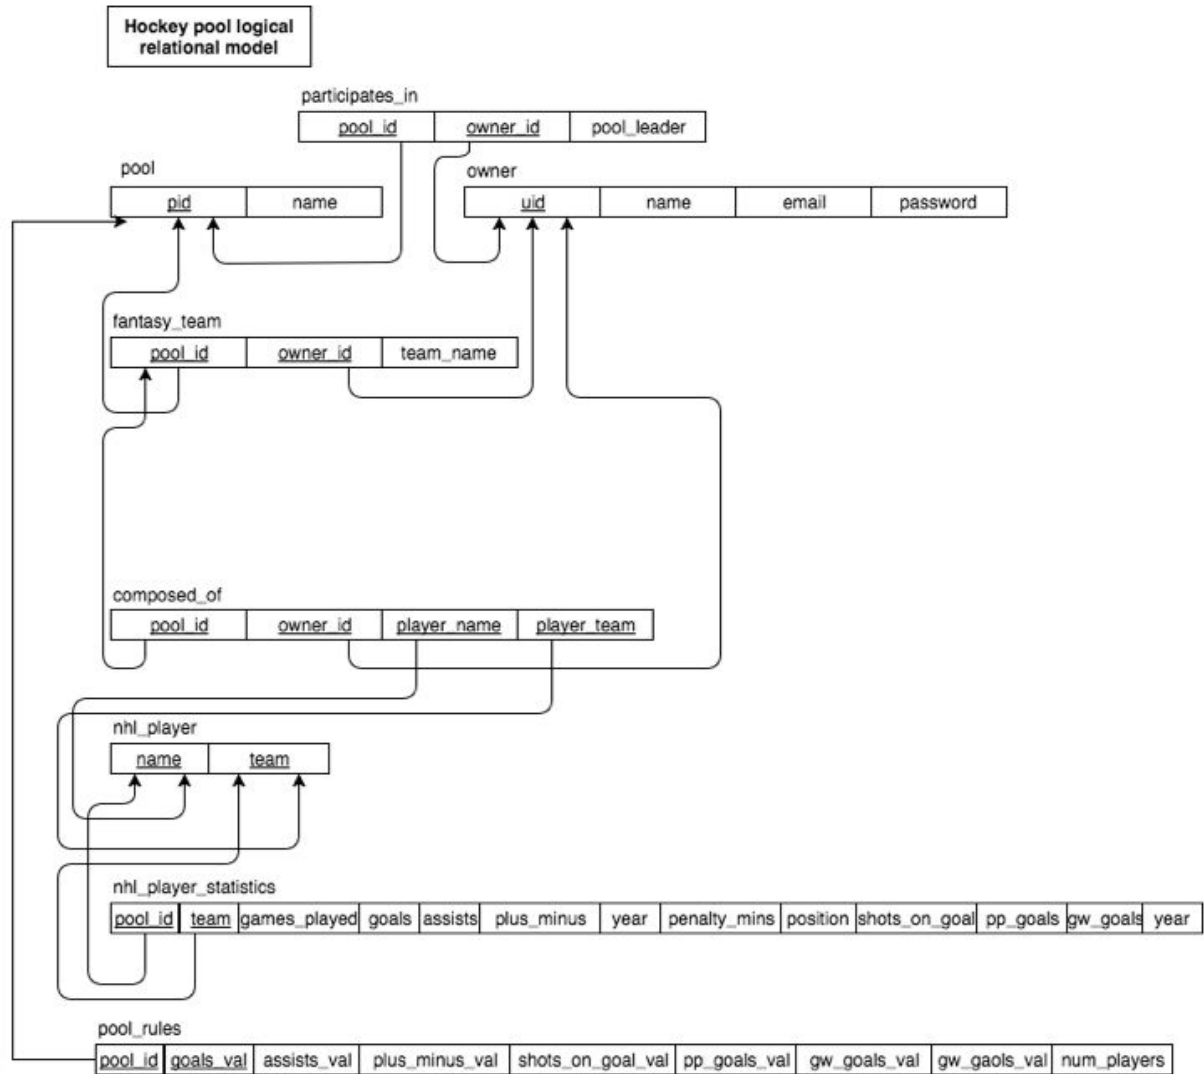 Hockey pool logical
relational model
participates_in
pool_id owner_id pool_leader
pool
pid name
owner
uid name email password
fantasy_team
pool_id owner_id team_name
composed_of
pool_id owner_id player_name player_team
nhl_player
name team
nhl_player_statistics
pool_id team games_played goals assists plus_minus year penalty_mins position shots_on_goal pp_goals gw_goals year
pool_rules
pool_id goals_val assists_val plus_minus_val shots_on_goal_val pp_goals_val gw_goals_val gw_gaols_val num_players